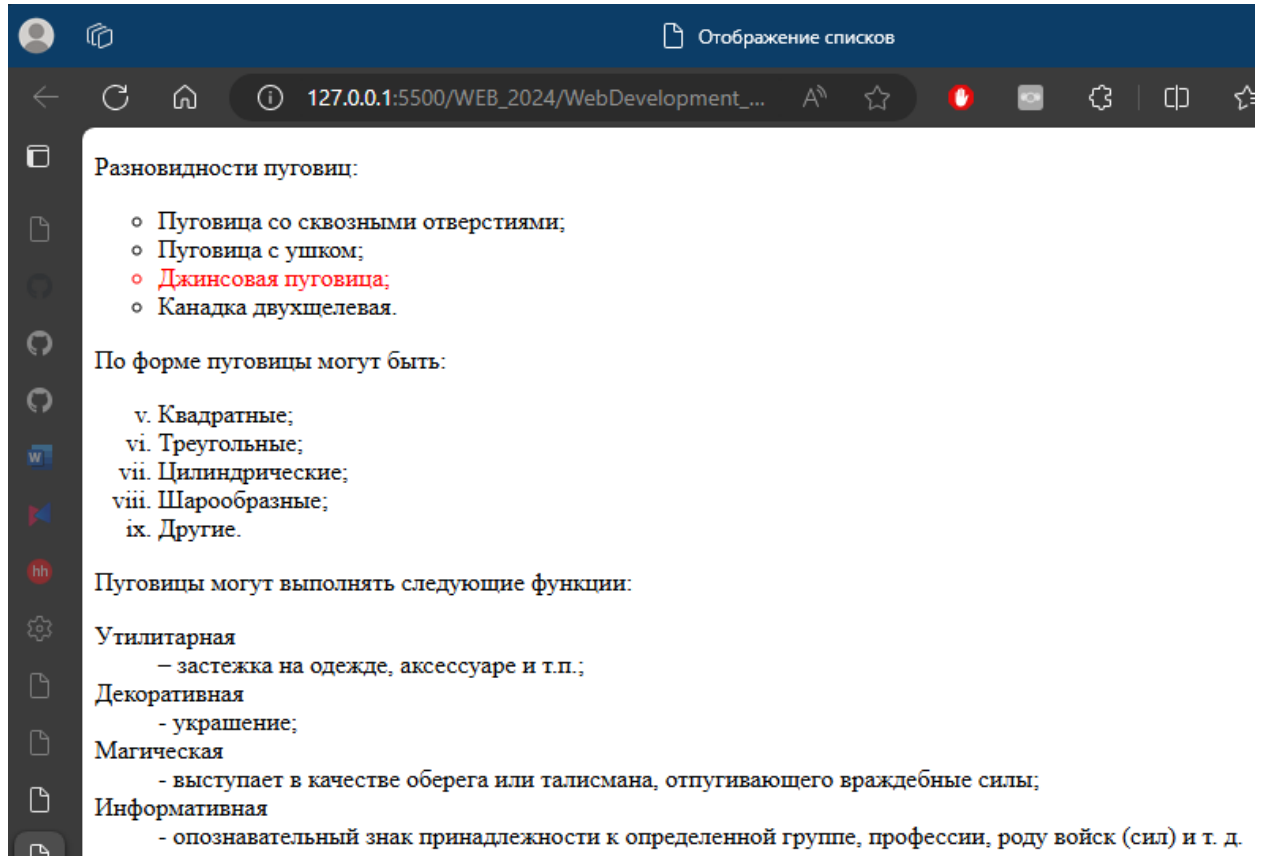 Отображение списков
127.0.0.1:5500/WEB_2024/WebDevelopment_...
Разновидности пуговиц:
Пуговица со сквозными отверстиями;
Пуговица с ушком;
Джинсовая пуговица;
Канадка двухщелевая.
По форме пуговицы могут быть:
v. Квадратные;
vi. Треугольные;
vii. Цилиндрические;
viii. Шарообразные;
ix. Другие.
Пуговицы могут выполнять следующие функции:
Утилитарная
– застежка на одежде, аксессуаре и т.п.;
Декоративная
- украшение;
Магическая
- выступает в качестве оберега или талисмана, отпугивающего враждебные силы;
Информативная
- опознавательный знак принадлежности к определенной группе, профессии, роду войск (сил) и т. д.
W
hh